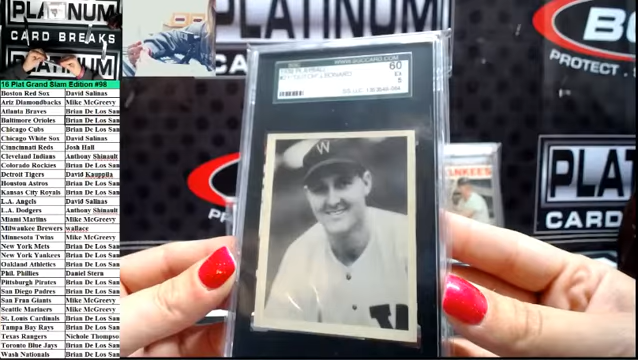 PLATINUM
CARD BREAKS
16 Plat Grand Slam Edition #98
Boston Red Sox David Salinas
Ariz Diamondbacks Mike McGreevy
Atlanta Braves Brian De Los San
Baltimore Orioles Brian De Los San
Chicago Cubs Brian De Los San
Chicago White Sox David Salinas
Cinncinnati Reds Josh Hall
Cleveland Indians Anthony Shinault
Colorado Rockies Brian De Los San
Detroit Tigers David Kauppila
Houston Astros Brian De Los San
Kansas City Royals Brian De Los San
L.A. Angels David Salinas
L.A. Dodgers Anthony Shinault
Miami Marlins Mike McGreevy
Milwaukee Brewers wallace
Minnesota Twins Mike McGreevy
New York Mets Brian De Los San
New York Yankees Brian De Los San
Oakland Athletics Brian De Los San
Phil. Phillies Daniel Stern
Pittsburgh Pirates Brian De Los San
San Diego Padres Brian De Los San
San Fran Giants Mike McGreevy
Seattle Mariners Mike McGreevy
St. Louis Cardinals Brian De Los San
Tampa Bay Rays Brian De Los San
Texas Rangers Nichole Thompso
Toronto Blue Jays Brian De Los San
Wash Nationals Brian De Los San
PLATINUM
BC
PROTECT.
PLAT
CARD
YANKEES
60
EX
5
LEONARD
W
W